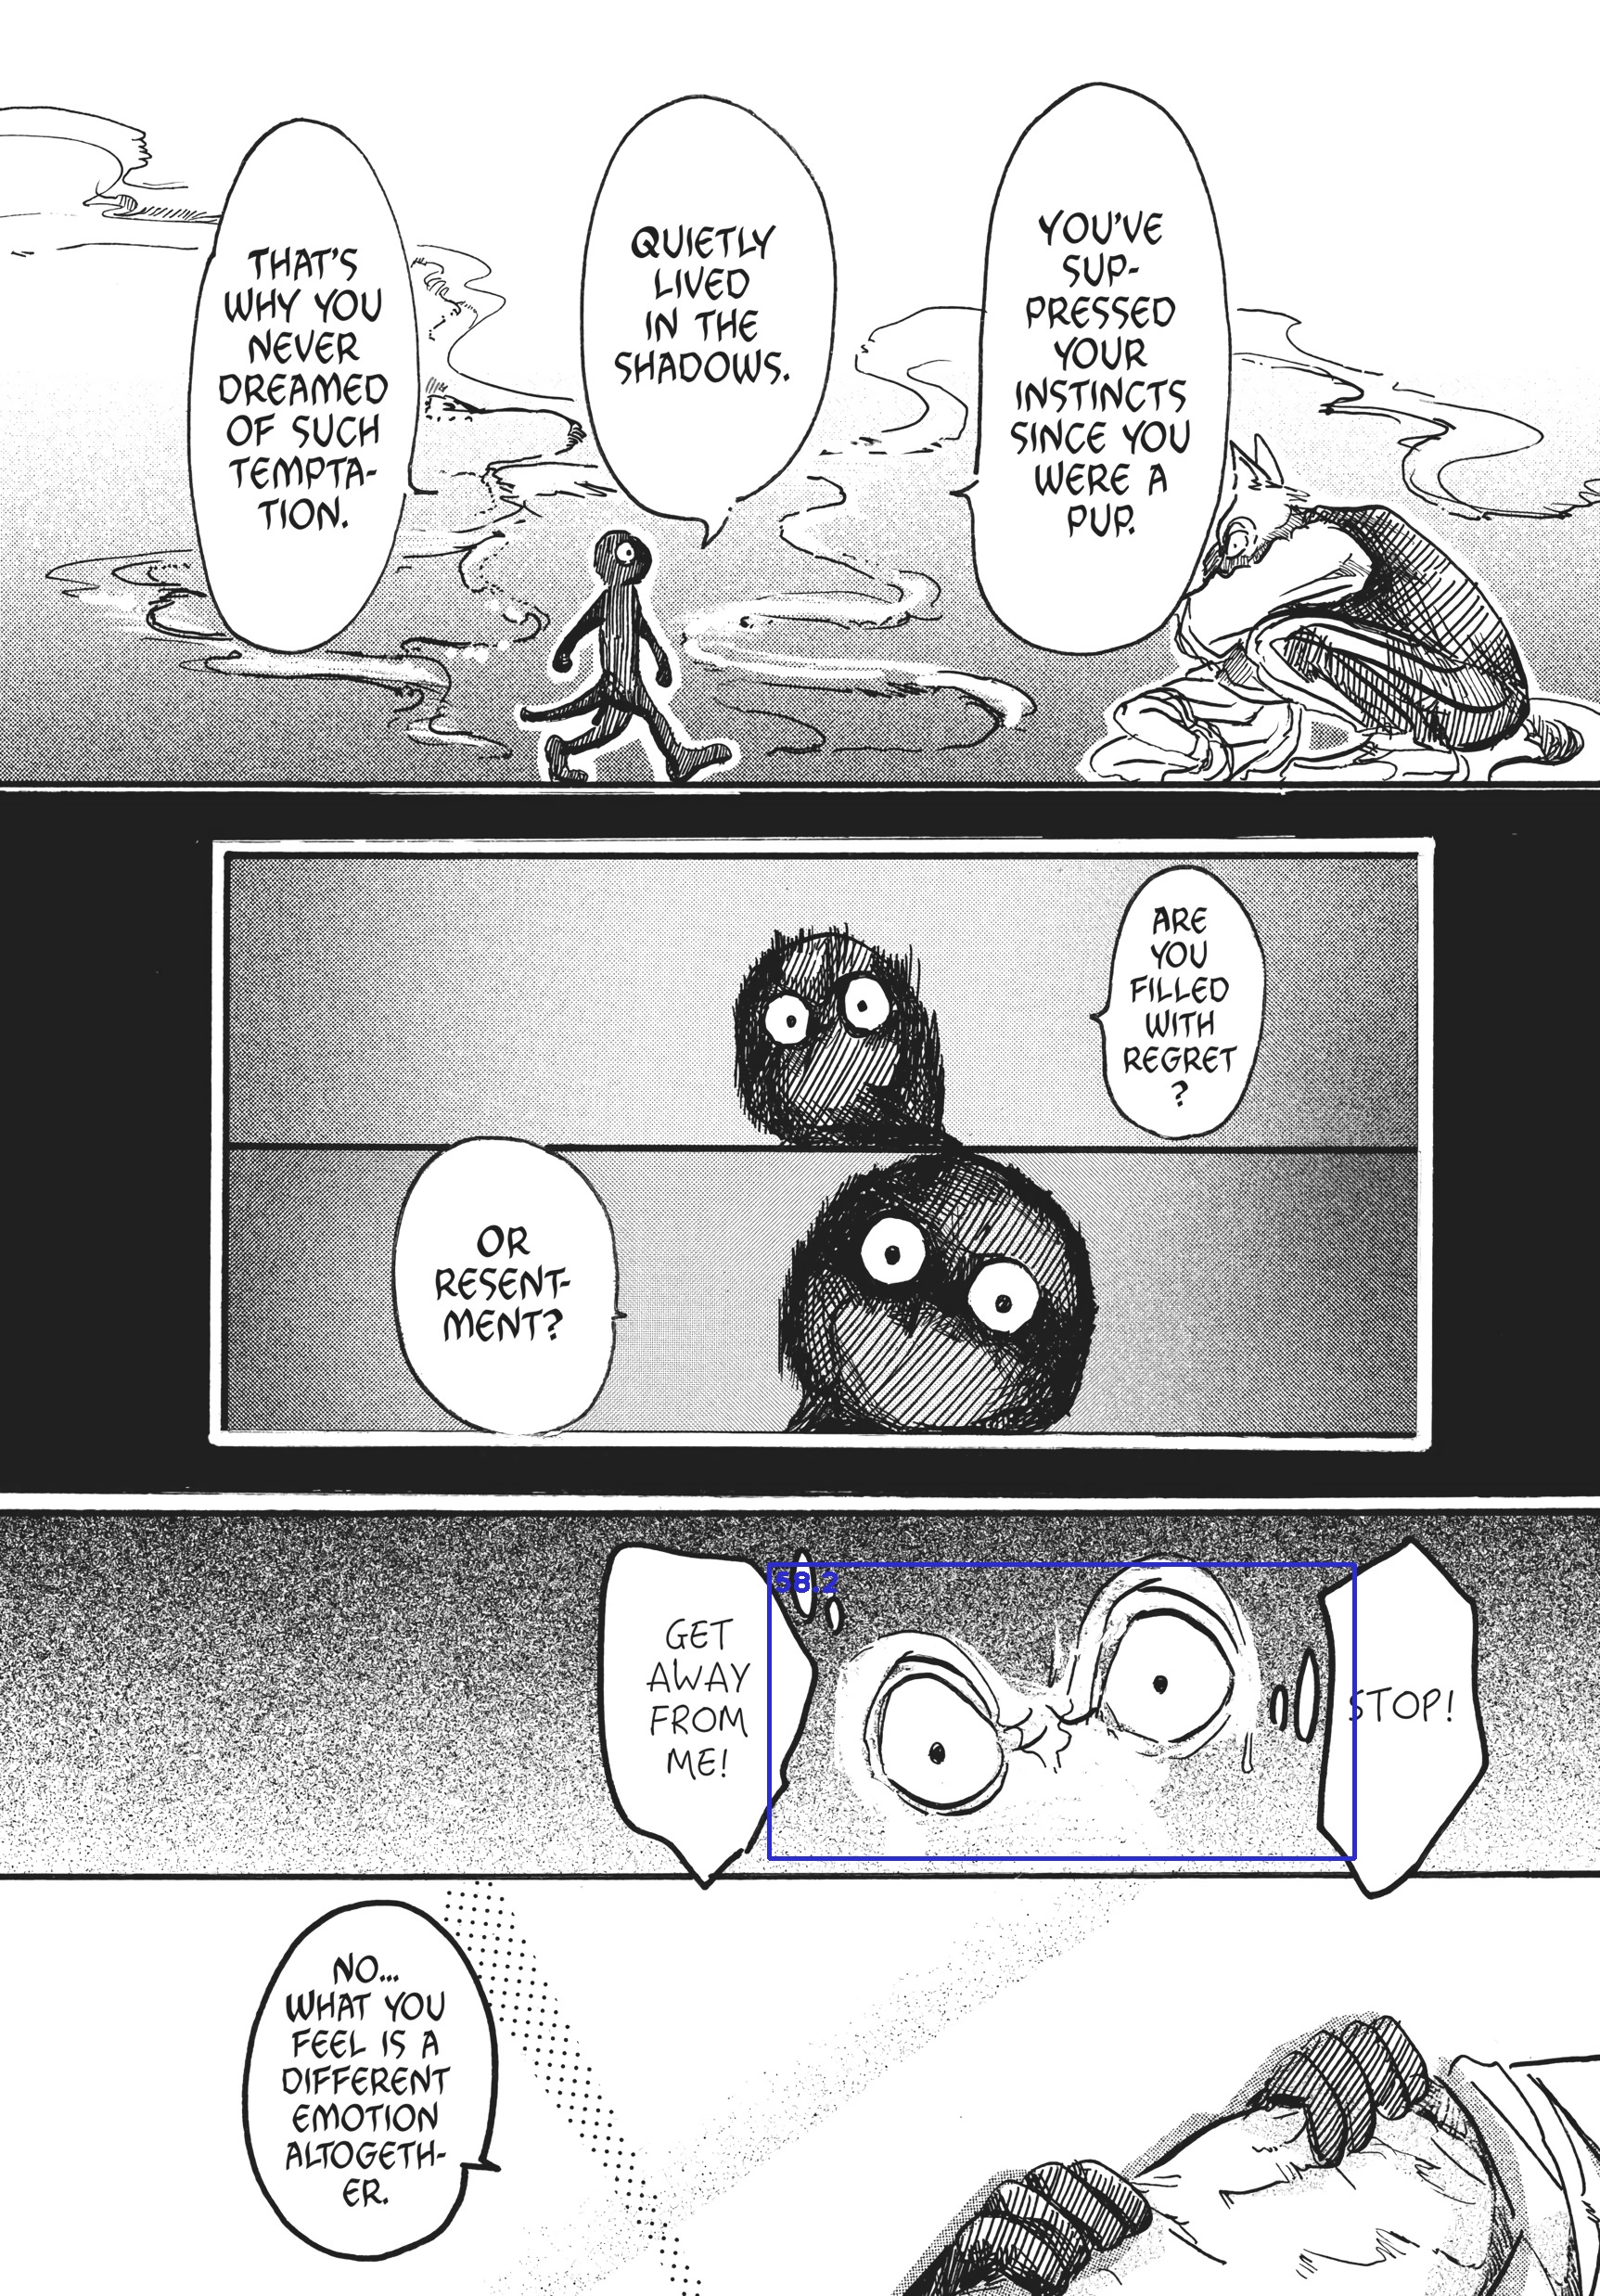 YOU'VE
SUP-
PRESSED
YOUR
INSTINCTS
SINCE YOU
WERE A
PUP.
QUIETLY
LIVED
IN THE
SHADOWS.
THAT'S
WHY YOU
NEVER
DREAMED
OF SUCH
TEMPTA-
TION.
ARE
YOU
FILLED
WITH
REGRET
?
OR
RESENT-
MENT?
STOP!
58.2
GET
AWAY
FROM
ME!
NO...
WHAT YOU
FEEL IS A
DIFFERENT
EMOTION
ALTOGETH-
ER.